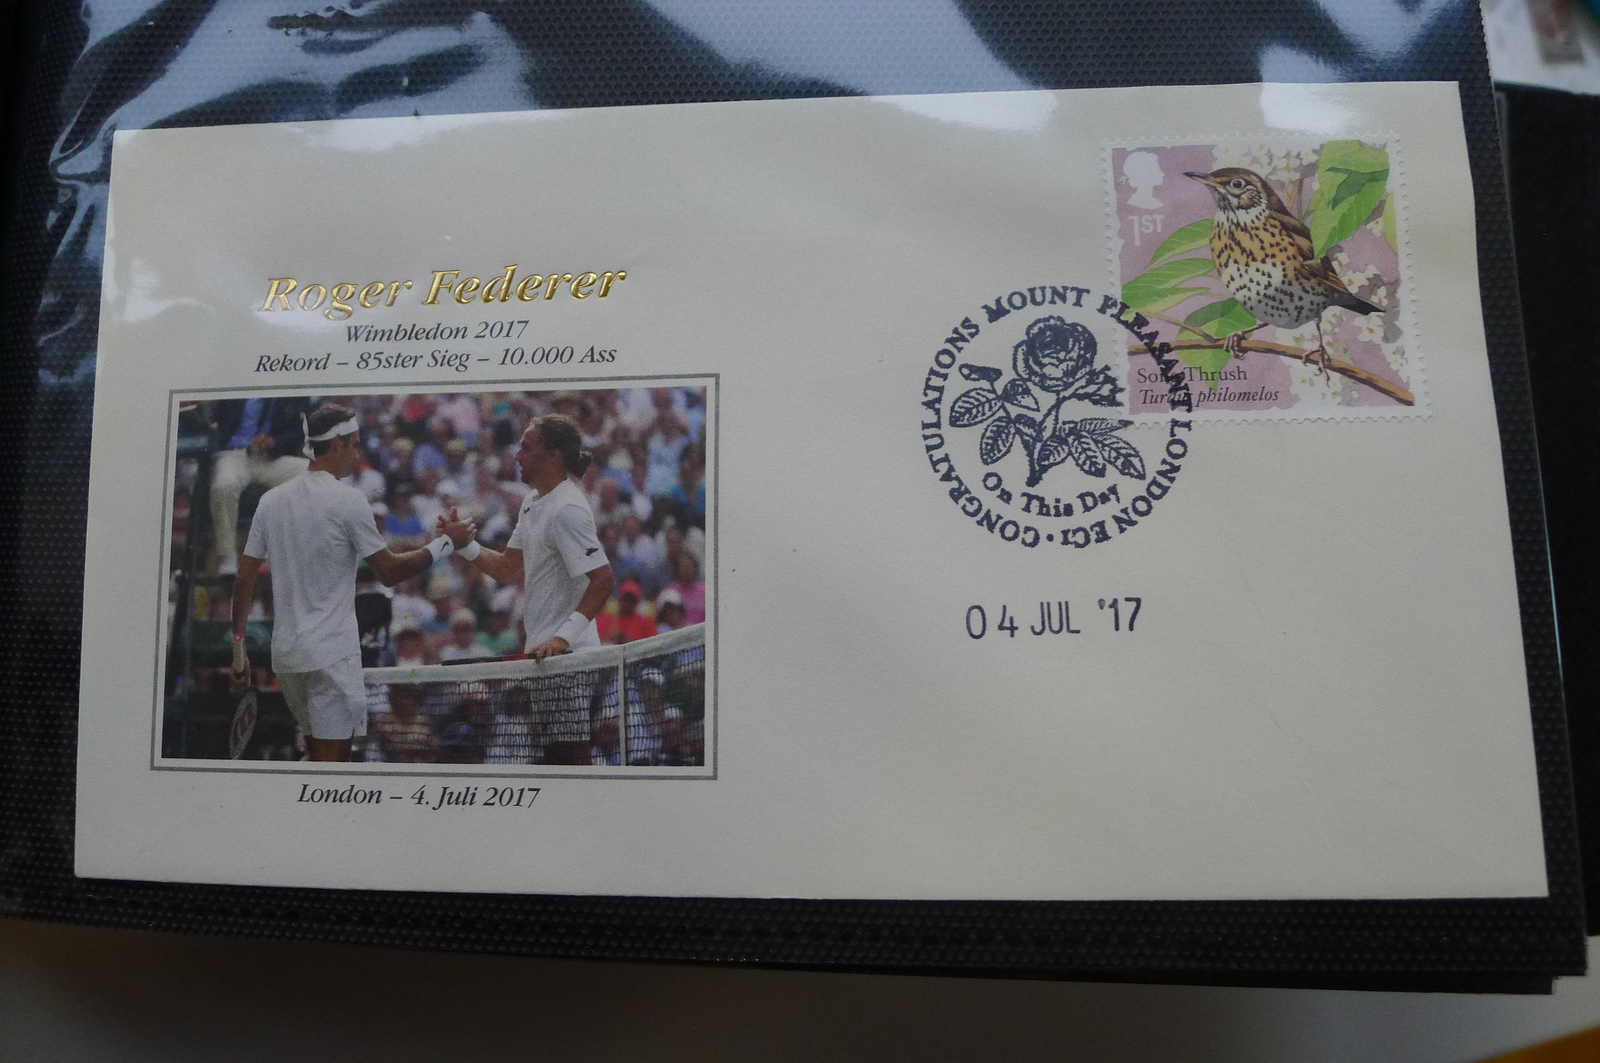 Roger Federer
Wimbledon 2017
Rekord – 85ster Sieg – 10.000 Ass
London – 4. Juli 2017
1ST
Song Thrush
Turdus philomelos
CONGRATULATIONS MOUNT PLEASANT LONDON EC1 •
On This Day
04 JUL '17